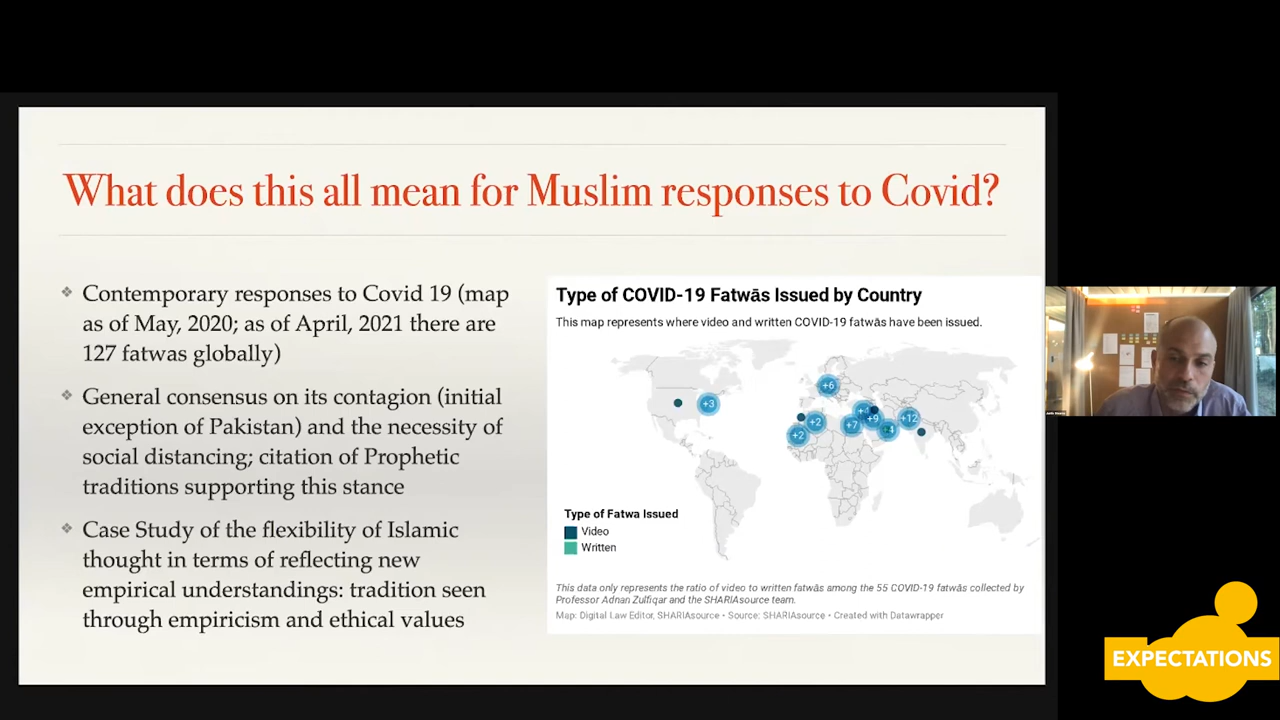 What does this all mean for Muslim responses to Covid?
Contemporary responses to Covid 19 (map
as of May, 2020; as of April, 2021 there are
127 fatwas globally)
General consensus on its contagion (initial
exception of Pakistan) and the necessity of
social distancing; citation of Prophetic
traditions supporting this stance
Case Study of the flexibility of Islamic
thought in terms of reflecting new
empirical understandings: tradition seen
through empiricism and ethical values
Type of COVID-19 Fatwās Issued by Country
This map represents where video and written COVID-19 fatwās have been issued.
+3
+6
+2
+2
+7
+9
+12
Type of Fatwa Issued
Video
Written
This data only represents the ratio of video to written fatwās among the 55 COVID-19 fatwās collected by
Professor Adnan Zulfiqar and the SHARIAsource team.
Map: Digital Law Editor, SHARIAsource • Source: SHARIAsource • Created with Datawrapper
EXPECTATIONS